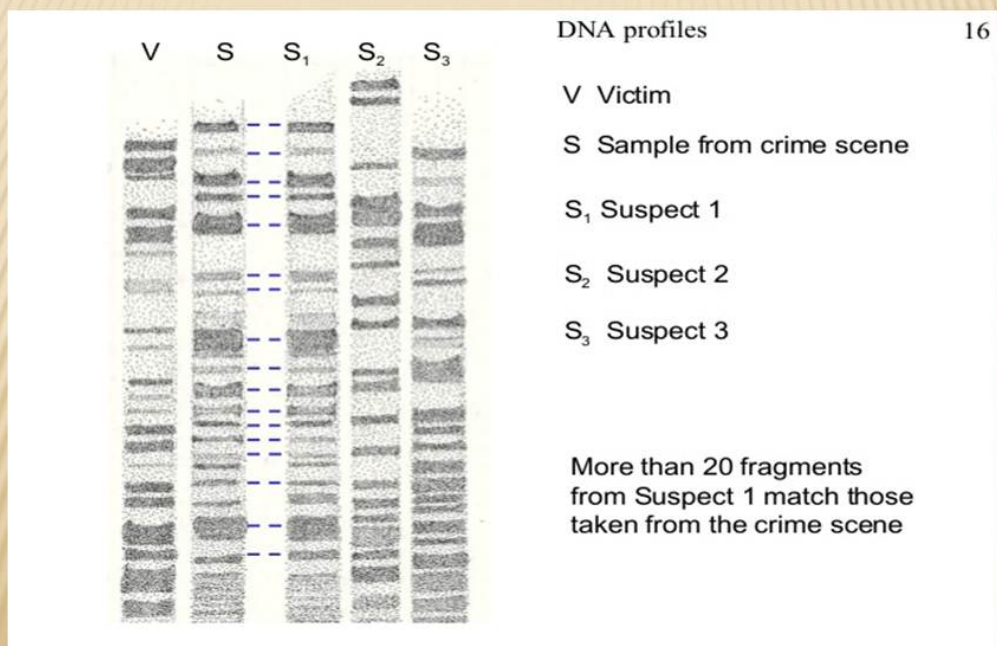 DNA profiles 16
V S S₁ S₂ S₃
V Victim
S Sample from crime scene
S₁ Suspect 1
S₂ Suspect 2
S₃ Suspect 3
More than 20 fragments
from Suspect 1 match those
taken from the crime scene